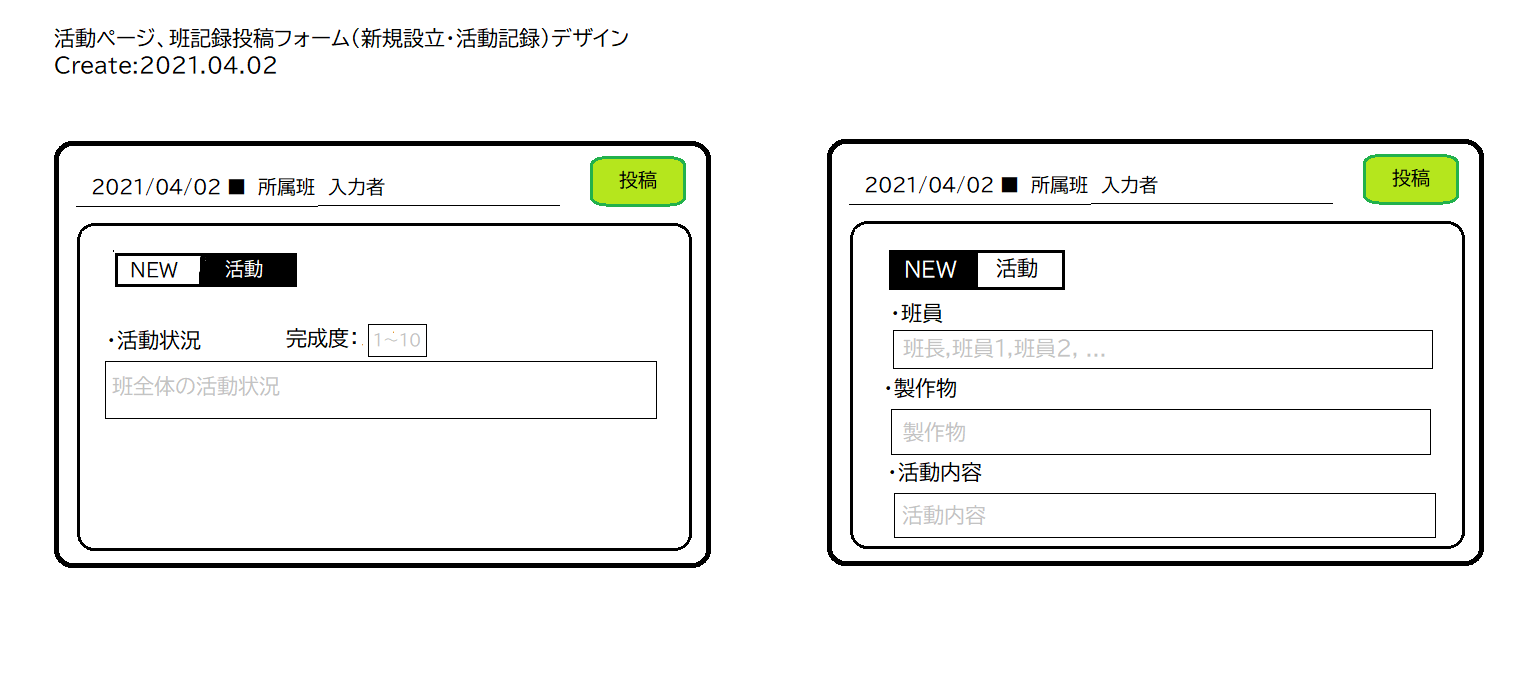 活動ページ、班記録投稿フォーム(新規設立・活動記録)デザイン
Create:2021.04.02
2021/04/02 ■ 所属班 入力者
投稿
NEW 活動
・活動状況 完成度: 1~10
班全体の活動状況
2021/04/02 ■ 所属班 入力者
投稿
NEW 活動
・班員
班長,班員1,班員2, ...
・製作物
製作物
・活動内容
活動内容